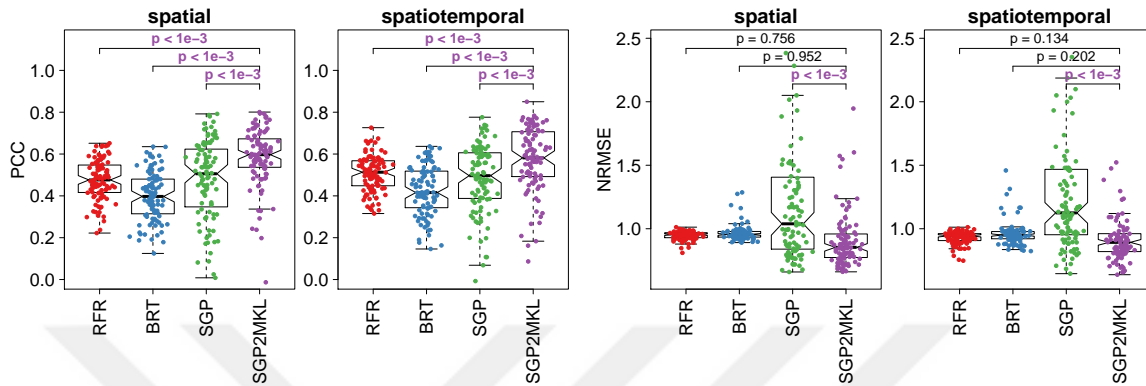 spatial
spatiotemporal
spatial
spatiotemporal
PCC
0.0
0.2
0.4
0.6
0.8
1.0
p < 1e−3
p < 1e−3
p < 1e−3
RFR
BRT
SGP
SGP2MKL
0.0
0.2
0.4
0.6
0.8
1.0
p < 1e−3
p < 1e−3
p < 1e−3
RFR
BRT
SGP
SGP2MKL
NRMSE
1.0
1.5
2.0
2.5
p = 0.756
p = 0.952
p < 1e−3
RFR
BRT
SGP
SGP2MKL
1.0
1.5
2.0
2.5
p = 0.134
p = 0.202
p < 1e−3
RFR
BRT
SGP
SGP2MKL